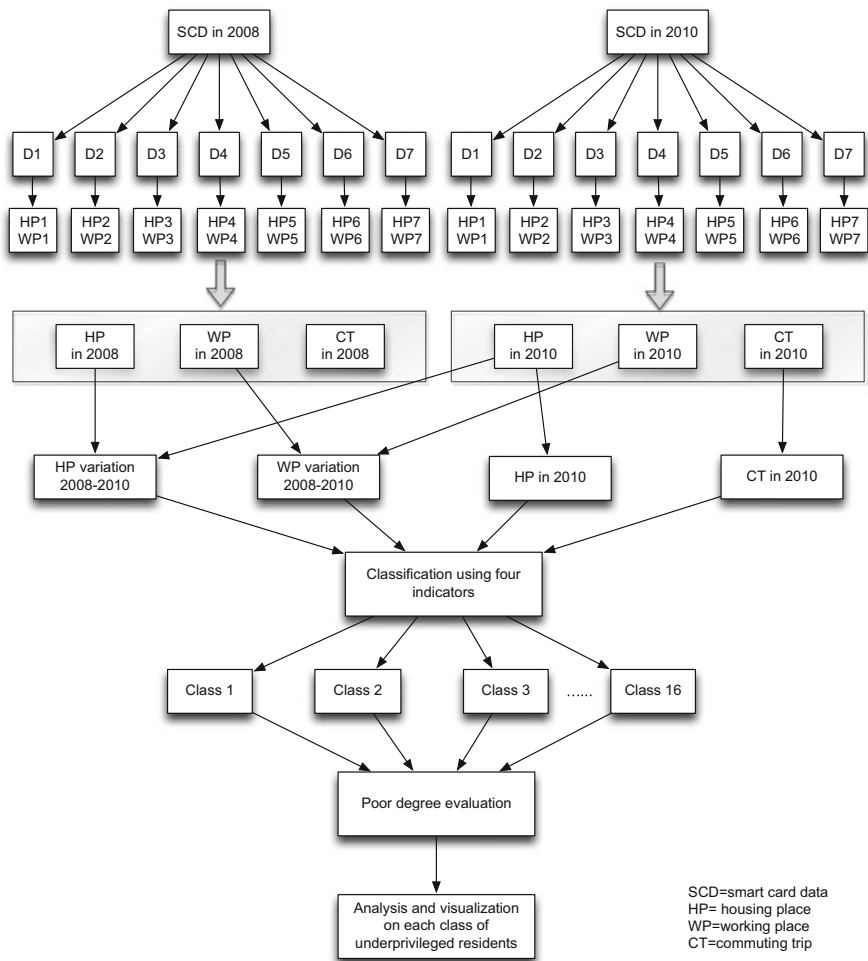 SCD in 2008
SCD in 2010
D1
D2
D3
D4
D5
D6
D7
D1
D2
D3
D4
D5
D6
D7
HP1
WP1
HP2
WP2
HP3
WP3
HP4
WP4
HP5
WP5
HP6
WP6
HP7
WP7
HP1
WP1
HP2
WP2
HP3
WP3
HP4
WP4
HP5
WP5
HP6
WP6
HP7
WP7
HP
in 2008
WP
in 2008
CT
in 2008
HP
in 2010
WP
in 2010
CT
in 2010
HP variation
2008-2010
WP variation
2008-2010
HP in 2010
CT in 2010
Classification using four
indicators
Class 1
Class 2
Class 3
......
Class 16
Poor degree evaluation
Analysis and visualization
on each class of
underprivileged residents
SCD=smart card data
HP= housing place
WP=working place
CT=commuting trip